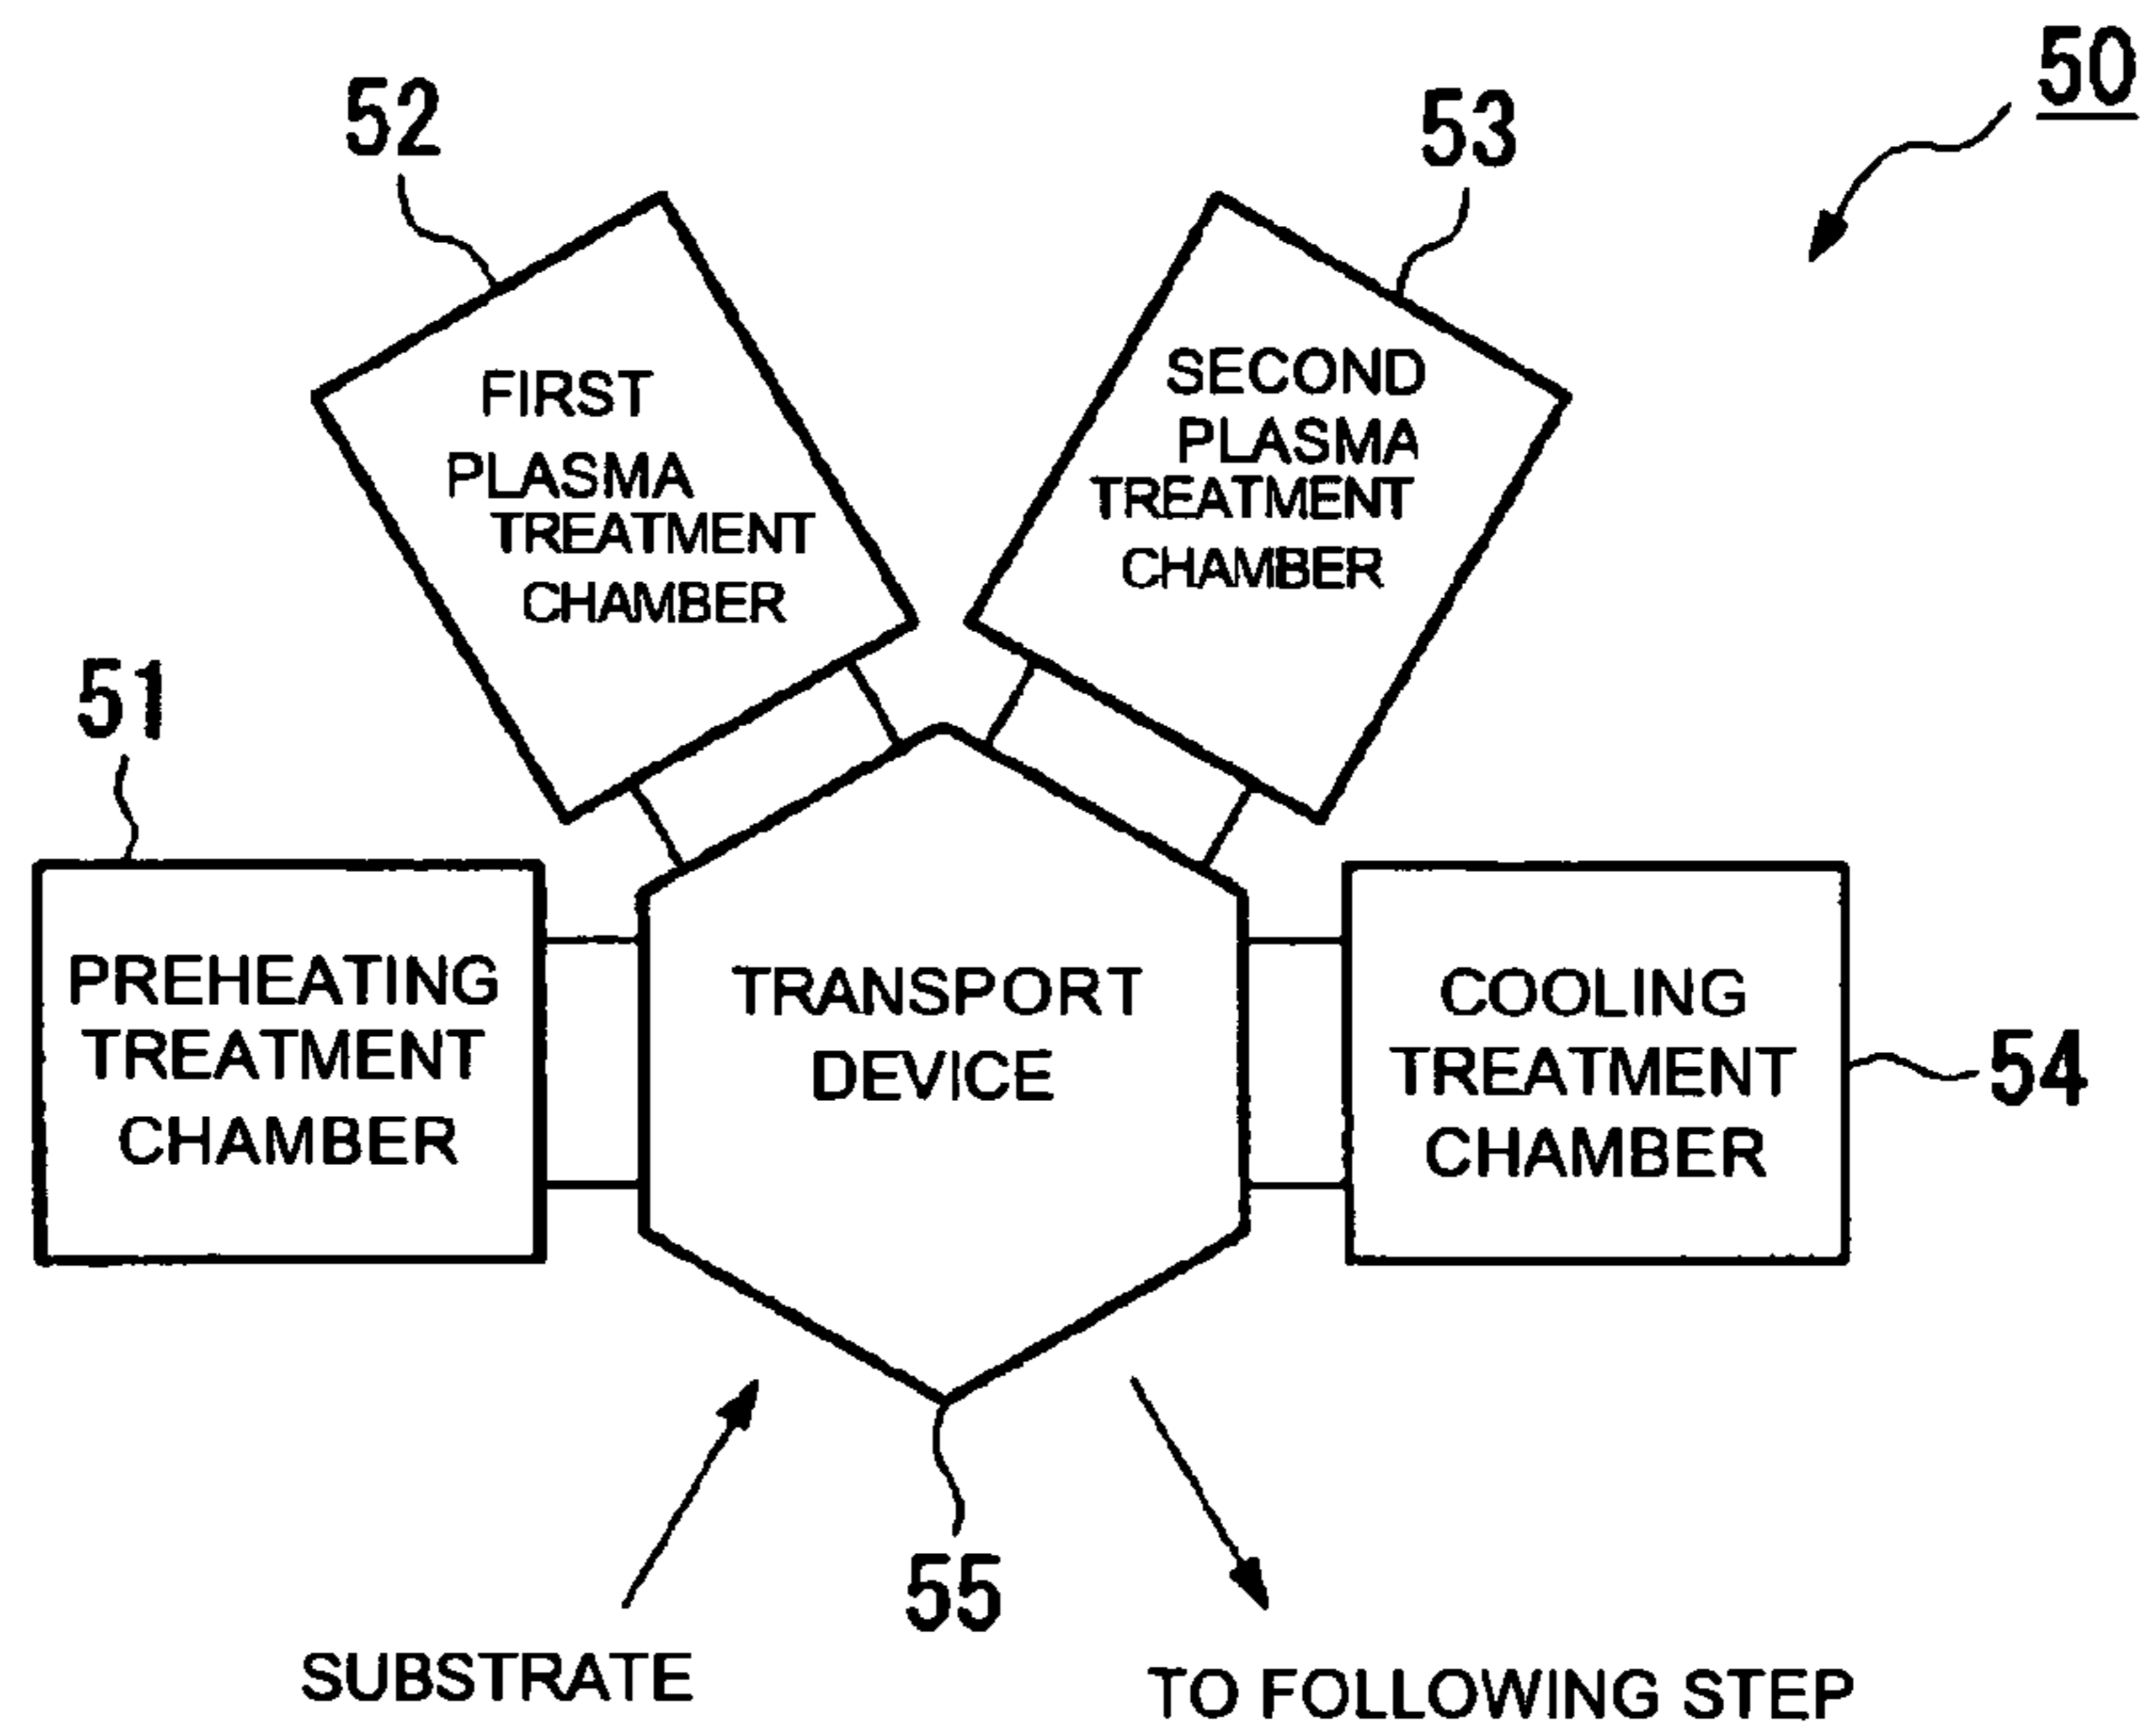 50
52
53
FIRST
PLASMA
TREATMENT
CHAMBER
SECOND
PLASMA
TREATMENT
CHAMBER
51
PREHEATING
TREATMENT
CHAMBER
TRANSPORT
DEVICE
COOLING
TREATMENT
CHAMBER
54
55
SUBSTRATE
TO FOLLOWING STEP